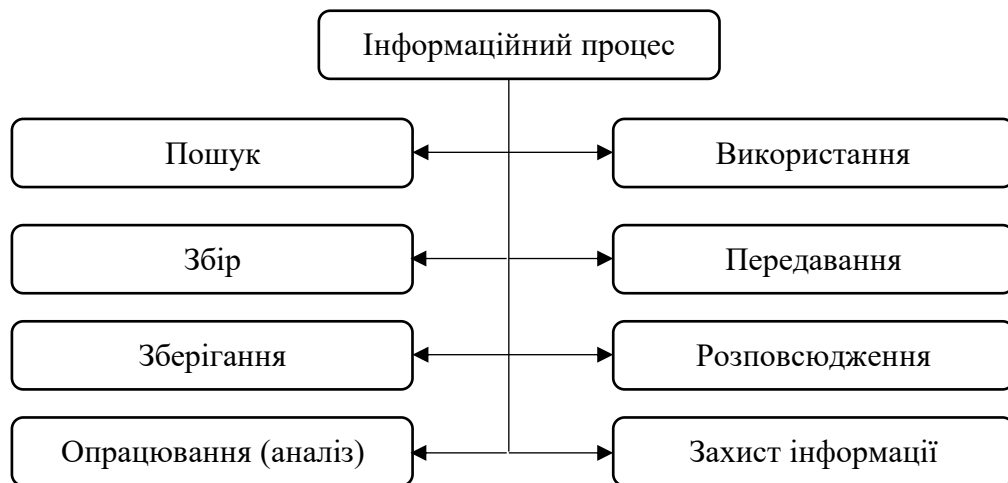 Інформаційний процес
Пошук
Використання
Збір
Передавання
Зберігання
Розповсюдження
Опрацювання (аналіз)
Захист інформації